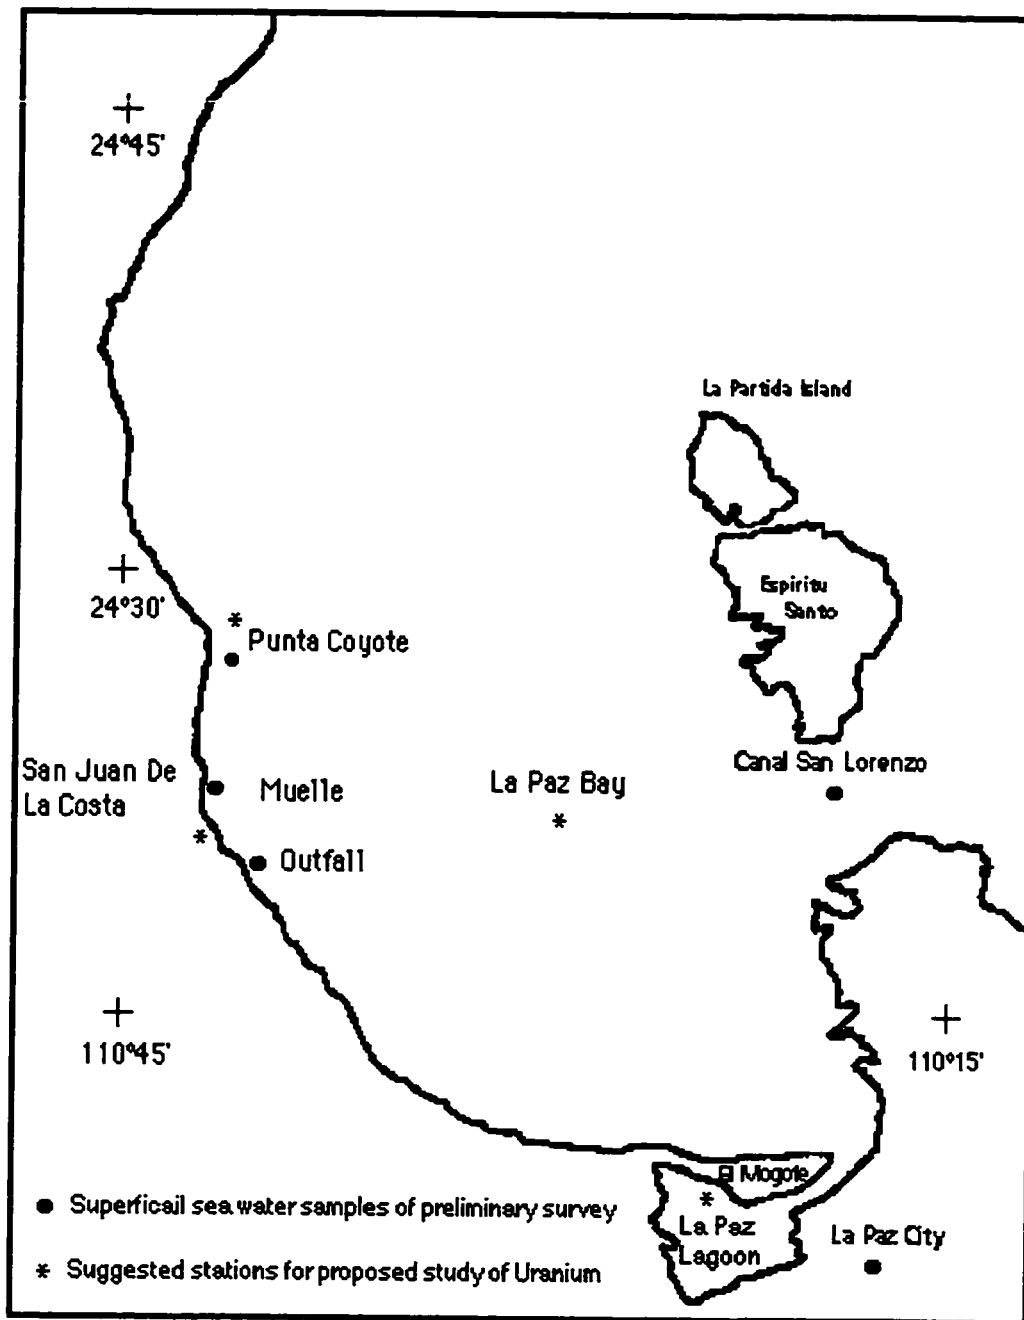 24°45'
La Partida Island
24°30'
Espiritu
Santo
Punta Coyote
San Juan De
La Costa
Muelle
La Paz Bay
Canal San Lorenzo
Outfall
110°45'
110°15'
El Mogote
Superficail sea water samples of preliminary survey
La Paz
Lagoon
La Paz City
* Suggested stations for proposed study of Uranium